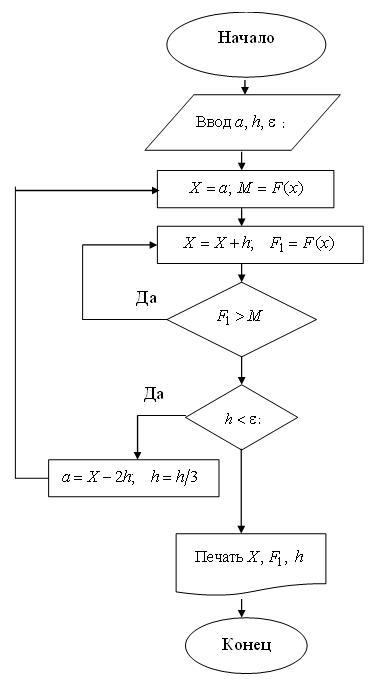 Начало
Ввод a, h, ε ;
X = a; M = F(x)
X = X + h; F₁ = F(x)
Да
F₁ > M
Да
h < ε;
a = X − 2h; h = h/3
Печать X, F₁, h
Конец